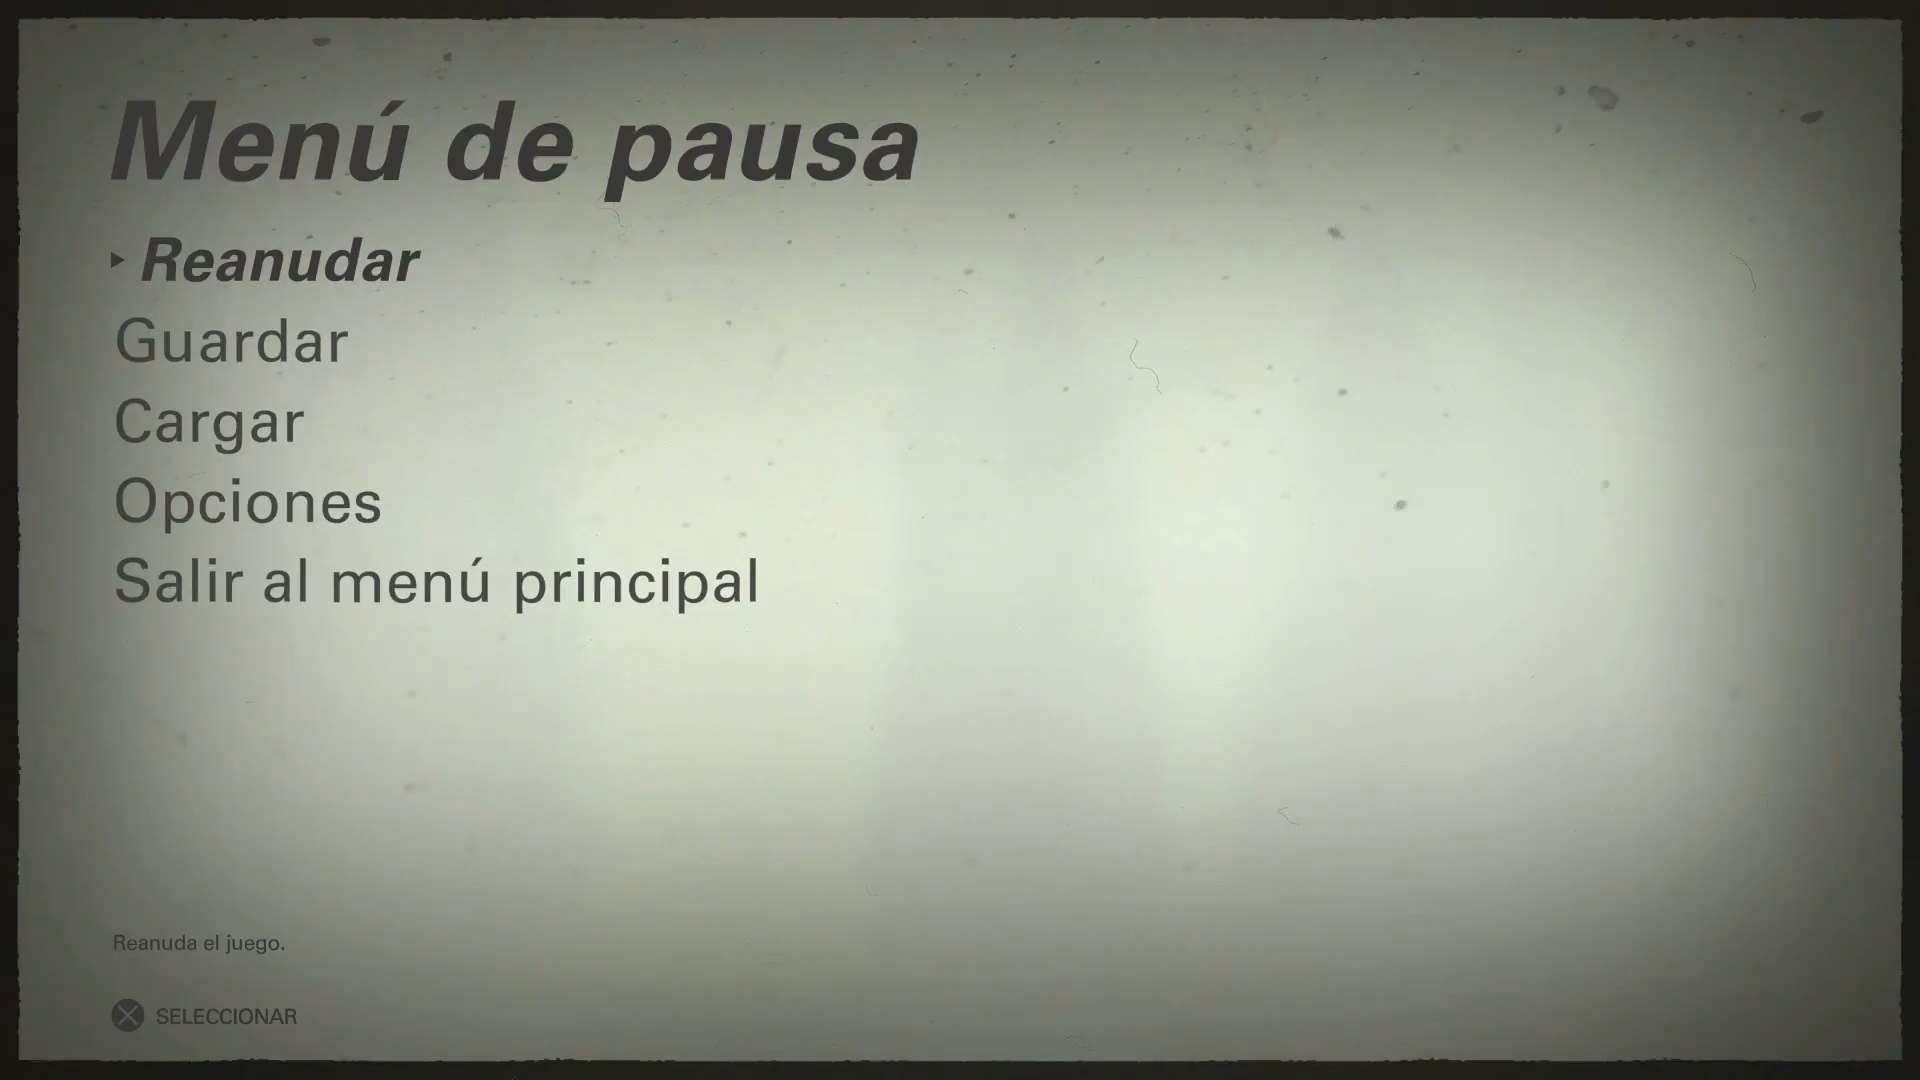 Menú de pausa
Reanudar
Guardar
Cargar
Opciones
Salir al menú principal
Reanuda el juego.
SELECCIONAR